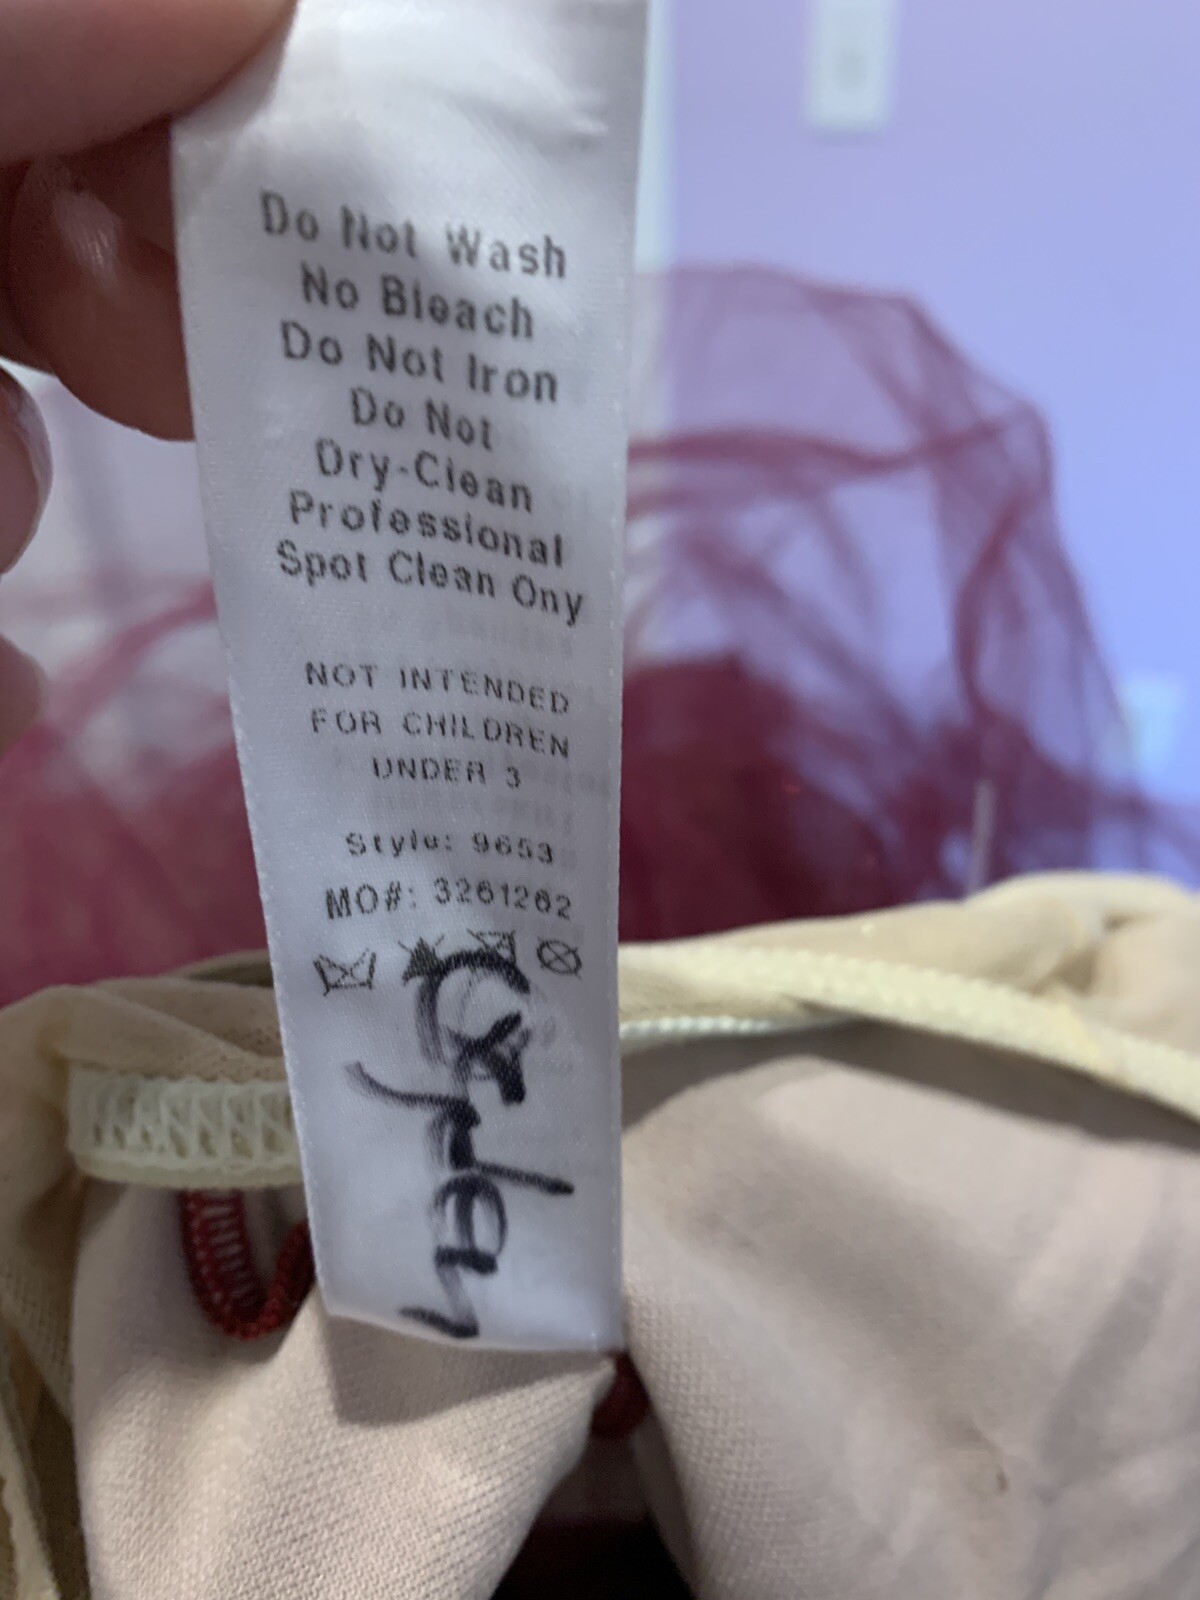 Do Not Wash
No Bleach
Do Not Iron
Do Not
Dry-Clean
Professional
Spot Clean Ony
NOT INTENDED
FOR CHILDREN
UNDER 3
Style: 9653
MO#: 3261262